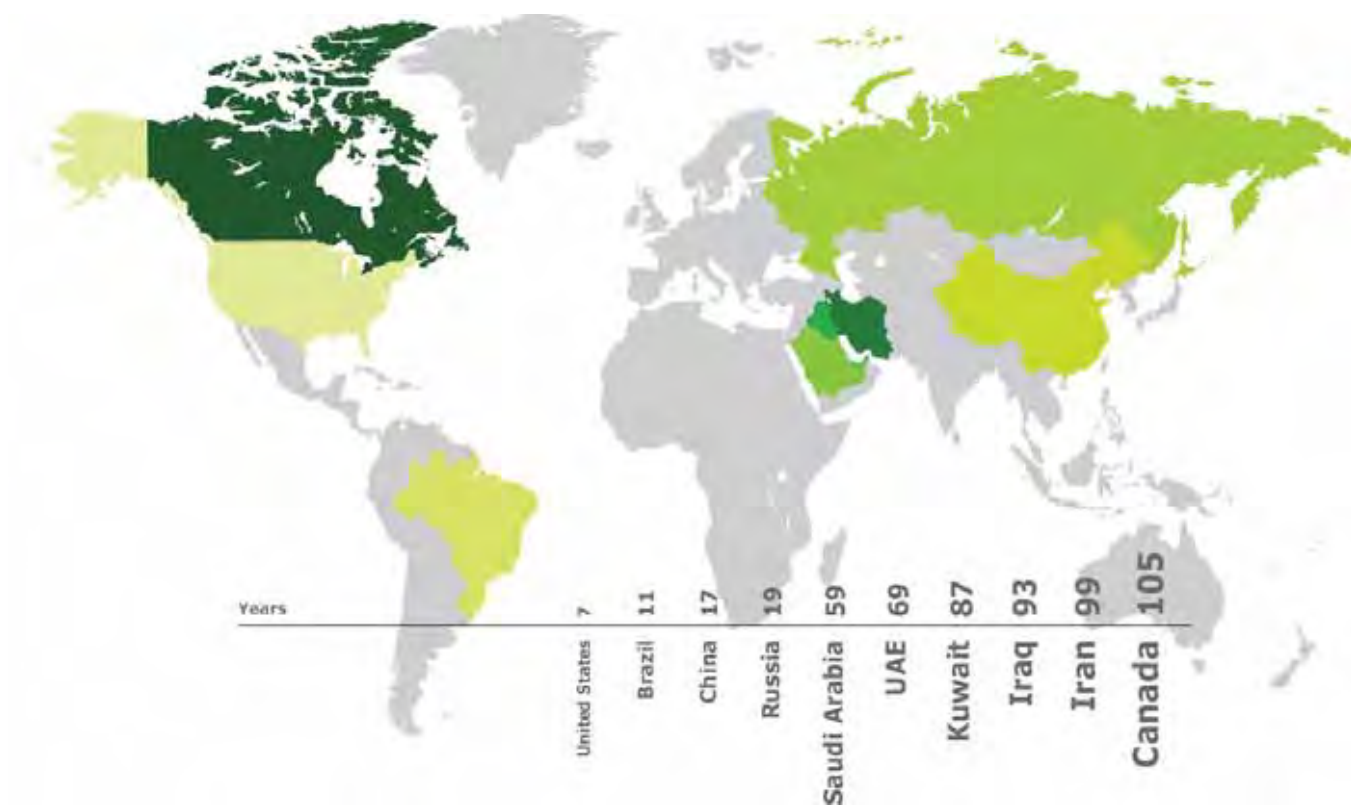 Years
7
11
17
19
59
69
87
93
99
105
United States
Brazil
China
Russia
Saudi Arabia
UAE
Kuwait
Iraq
Iran
Canada